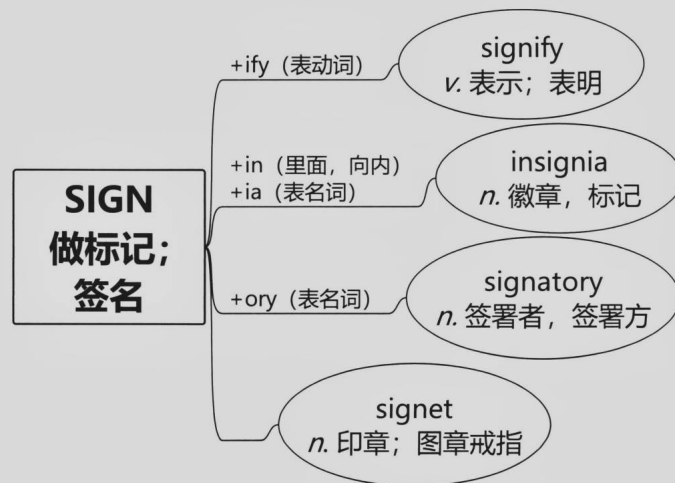 SIGN
做标记;
签名
+ify（表动词）
signify
v. 表示；表明
+in（里面，向内）
+ia（表名词）
insignia
n. 徽章，标记
+ory（表名词）
signatory
n. 签署者，签署方
signet
n. 印章；图章戒指